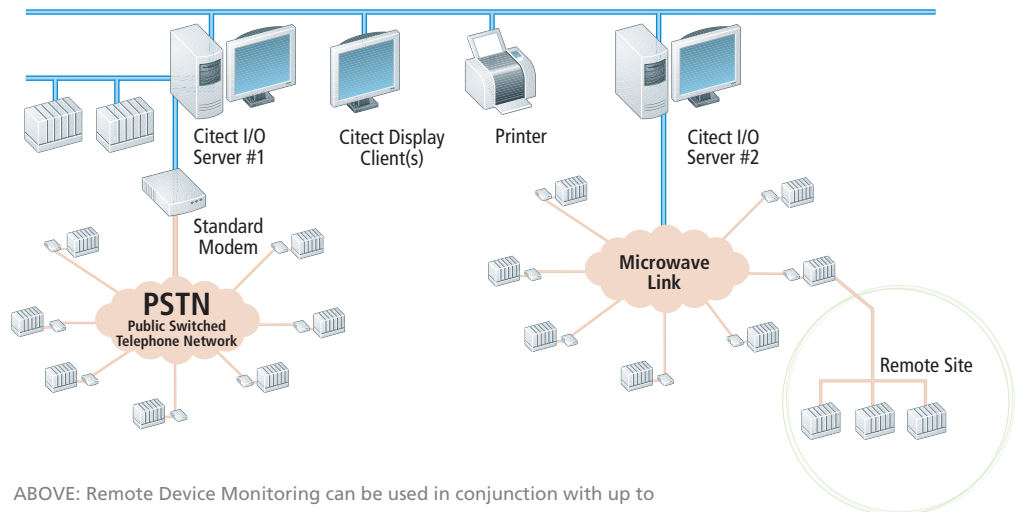 Citect I/O
Server #1
Citect Display
Client(s)
Printer
Citect I/O
Server #2
Standard
Modem
PSTN
Public Switched
Telephone Network
Microwave
Link
Remote Site
ABOVE: Remote Device Monitoring can be used in conjunction with up to